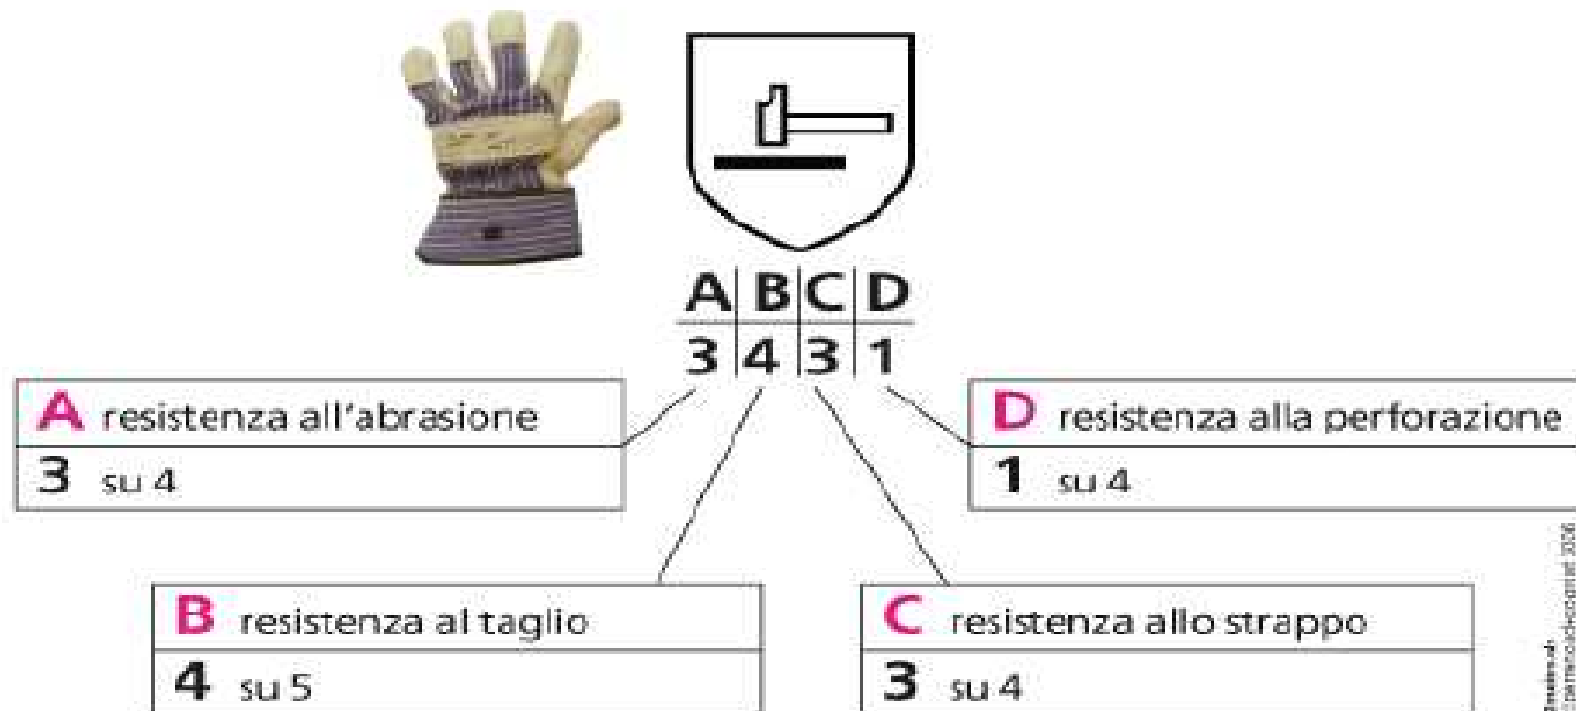 A B C D
3 4 3 1
A resistenza all'abrasione
3 su 4
D resistenza alla perforazione
1 su 4
B resistenza al taglio
4 su 5
C resistenza allo strappo
3 su 4